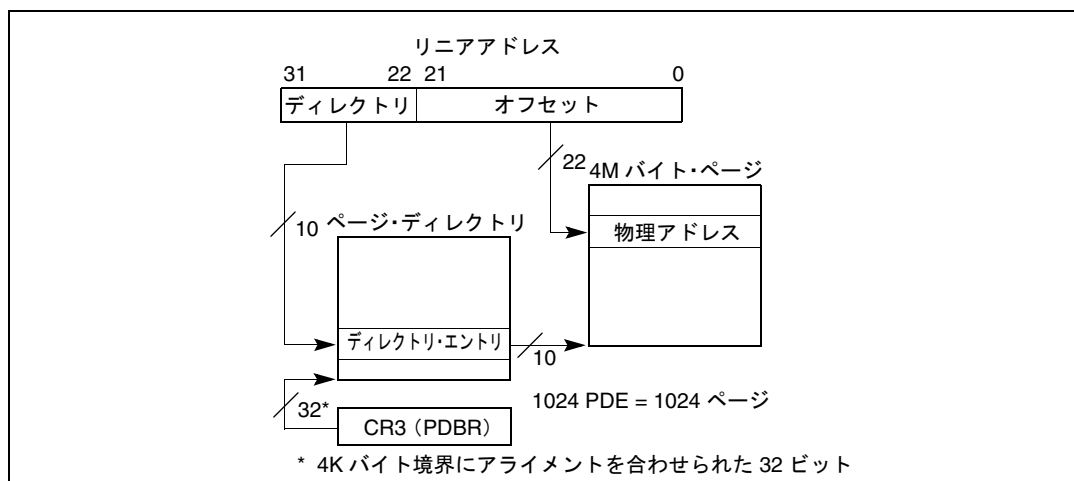 リニアアドレス
31 22 21 0
ディレクトリ オフセット
22
4M バイト・ページ
10
ページ・ディレクトリ
物理アドレス
ディレクトリ・エントリ
10
32*
1024 PDE = 1024 ページ
CR3（PDBR）
* 4K バイト境界にアライメントを合わせられた 32 ビット